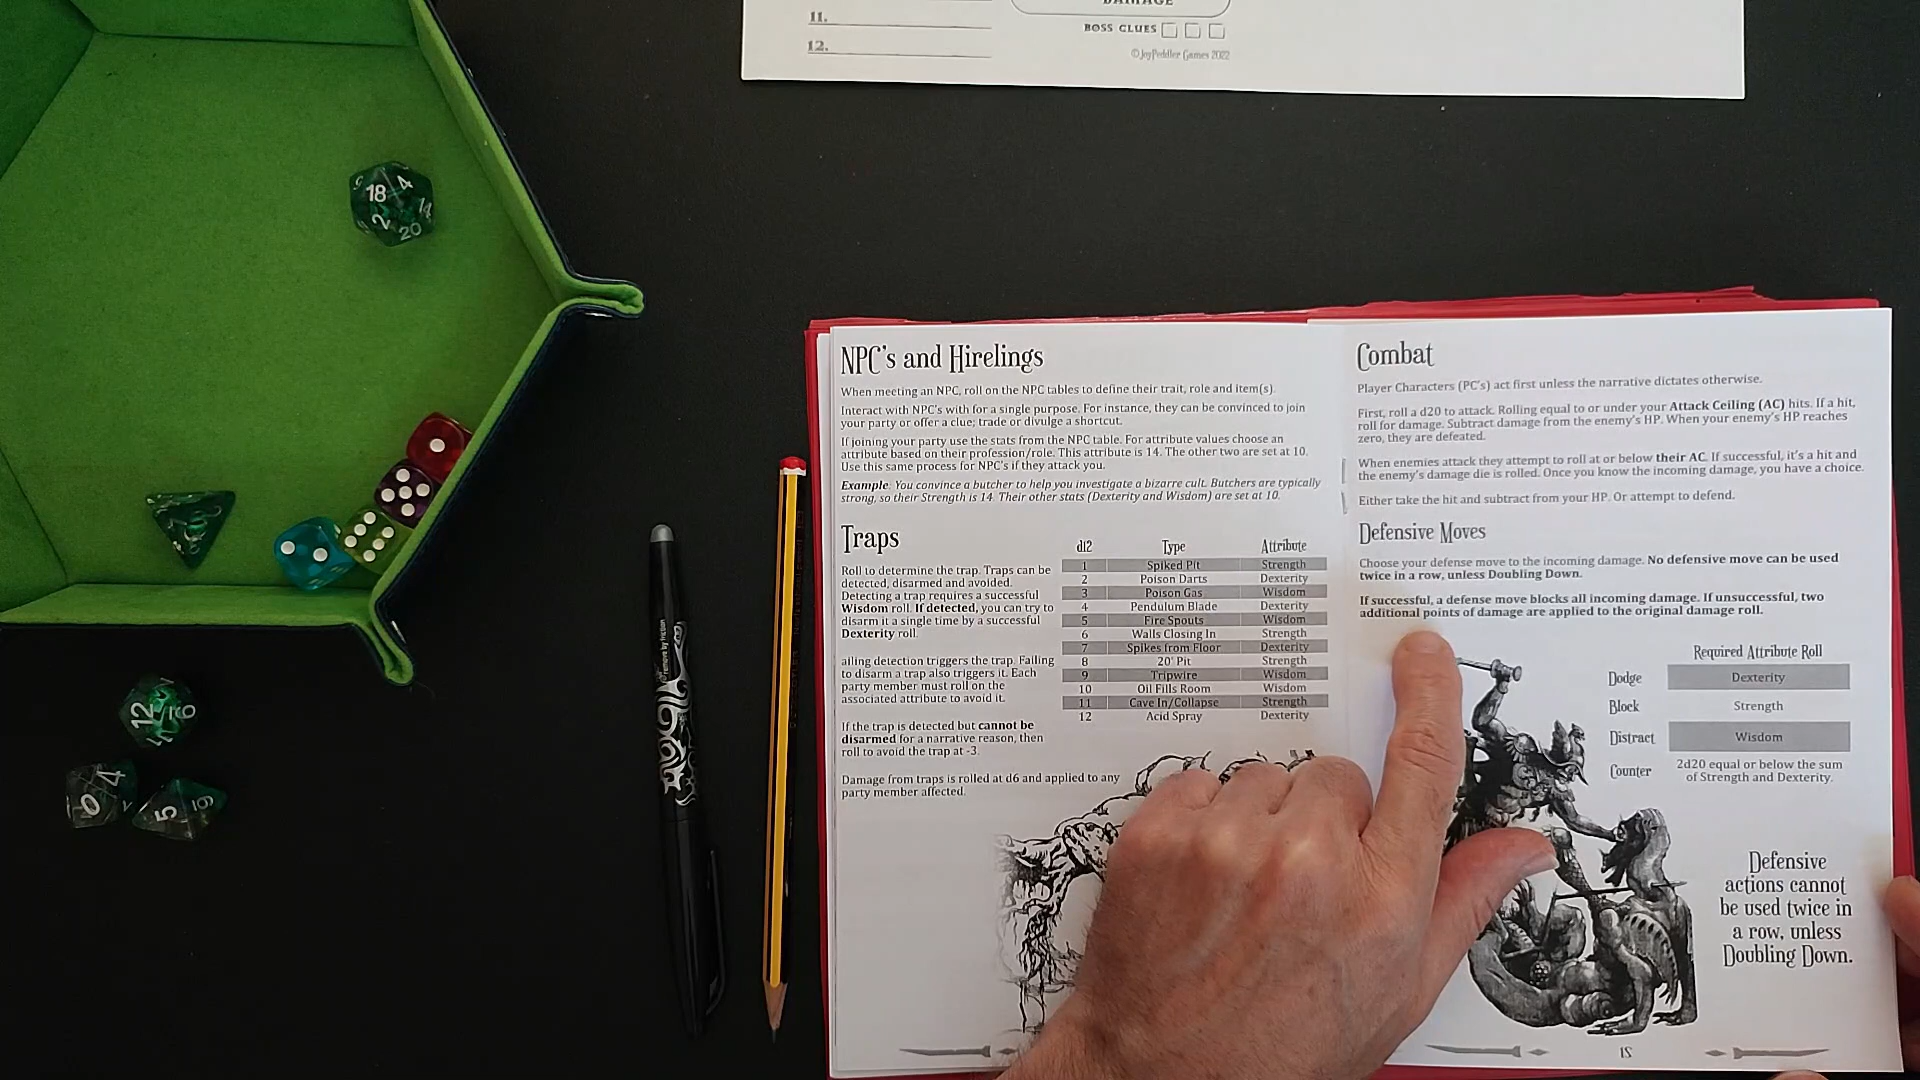 11.
12.
DAMAGE
BOSS CLUES
©JoyPeddler Games 2022
18
4
14
2
20
12
16
4
0
5
remove by friction
NPC's and Hirelings
When meeting an NPC, roll on the NPC tables to define their trait, role and item(s).
Interact with NPC's with for a single purpose. For instance, they can be convinced to join
your party or offer a clue; trade or divulge a shortcut.
If joining your party use the stats from the NPC table. For attribute values choose an
attribute based on their profession/role. This attribute is 14. The other two are set at 10.
Use this same process for NPC's if they attack you.
Example: You convince a butcher to help you investigate a bizarre cult. Butchers are typically
strong, so their Strength is 14. Their other stats (Dexterity and Wisdom) are set at 10.
Traps
Roll to determine the trap. Traps can be
detected, disarmed and avoided.
Detecting a trap requires a successful
Wisdom roll. If detected, you can try to
disarm it a single time by a successful
Dexterity roll.
ailing detection triggers the trap. Failing
to disarm a trap also triggers it. Each
party member must roll on the
associated attribute to avoid it.
If the trap is detected but cannot be
disarmed for a narrative reason, then
roll to avoid the trap at -3.
Damage from traps is rolled at d6 and applied to any
party member affected.
d12 Type Attribute
1 Spiked Pit Strength
2 Poison Darts Dexterity
3 Poison Gas Wisdom
4 Pendulum Blade Dexterity
5 Fire Spouts Wisdom
6 Walls Closing In Strength
7 Spikes from Floor Dexterity
8 20' Pit Strength
9 Tripwire Wisdom
10 Oil Fills Room Wisdom
11 Cave In/Collapse Strength
12 Acid Spray Dexterity
Combat
Player Characters (PC's) act first unless the narrative dictates otherwise.
First, roll a d20 to attack. Rolling equal to or under your Attack Ceiling (AC) hits. If a hit,
roll for damage. Subtract damage from the enemy's HP. When your enemy's HP reaches
zero, they are defeated.
When enemies attack they attempt to roll at or below their AC. If successful, it's a hit and
the enemy's damage die is rolled. Once you know the incoming damage, you have a choice.
Either take the hit and subtract from your HP. Or attempt to defend.
Defensive Moves
Choose your defense move to the incoming damage. No defensive move can be used
twice in a row, unless Doubling Down.
If successful, a defense move blocks all incoming damage. If unsuccessful, two
additional points of damage are applied to the original damage roll.
Required Attribute Roll
Dodge Dexterity
Block Strength
Distract Wisdom
Counter 2d20 equal or below the sum
of Strength and Dexterity.
Defensive
actions cannot
be used twice in
a row, unless
Doubling Down.
21